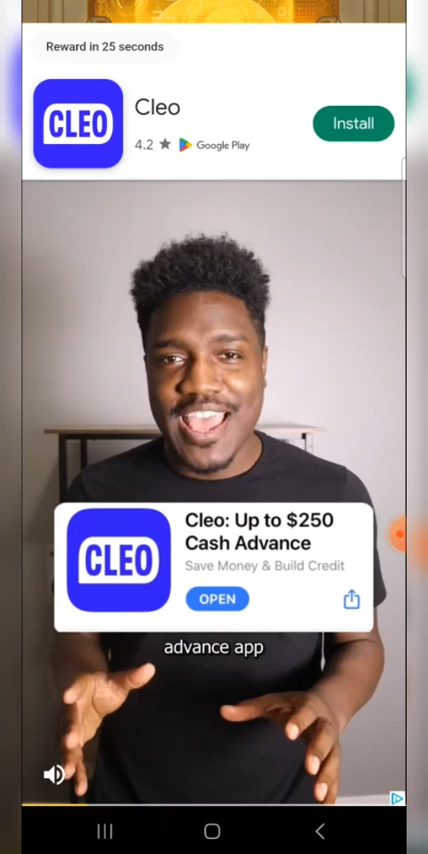 Reward in 25 seconds
CLEO
Cleo
4.2 ★ Google Play
Install
CLEO
Cleo: Up to $250
Cash Advance
Save Money & Build Credit
OPEN
advance app